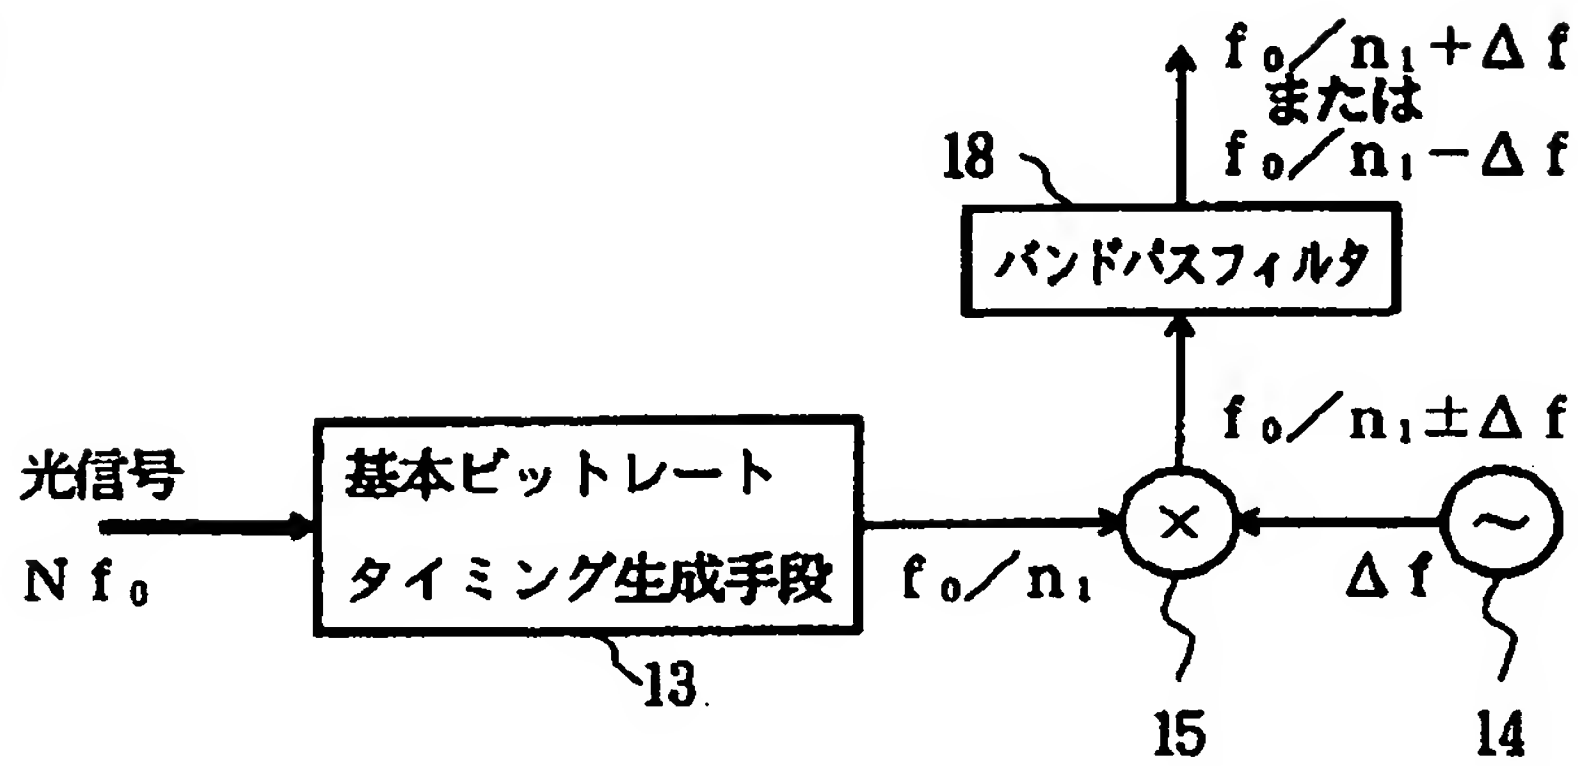 f₀/n₁+Δf
または
f₀/n₁−Δf
18
バンドパスフィルタ
f₀/n₁±Δf
光信号
N f₀
基本ビットレート
タイミング生成手段
f₀/n₁
×
Δf
~
13
15
14